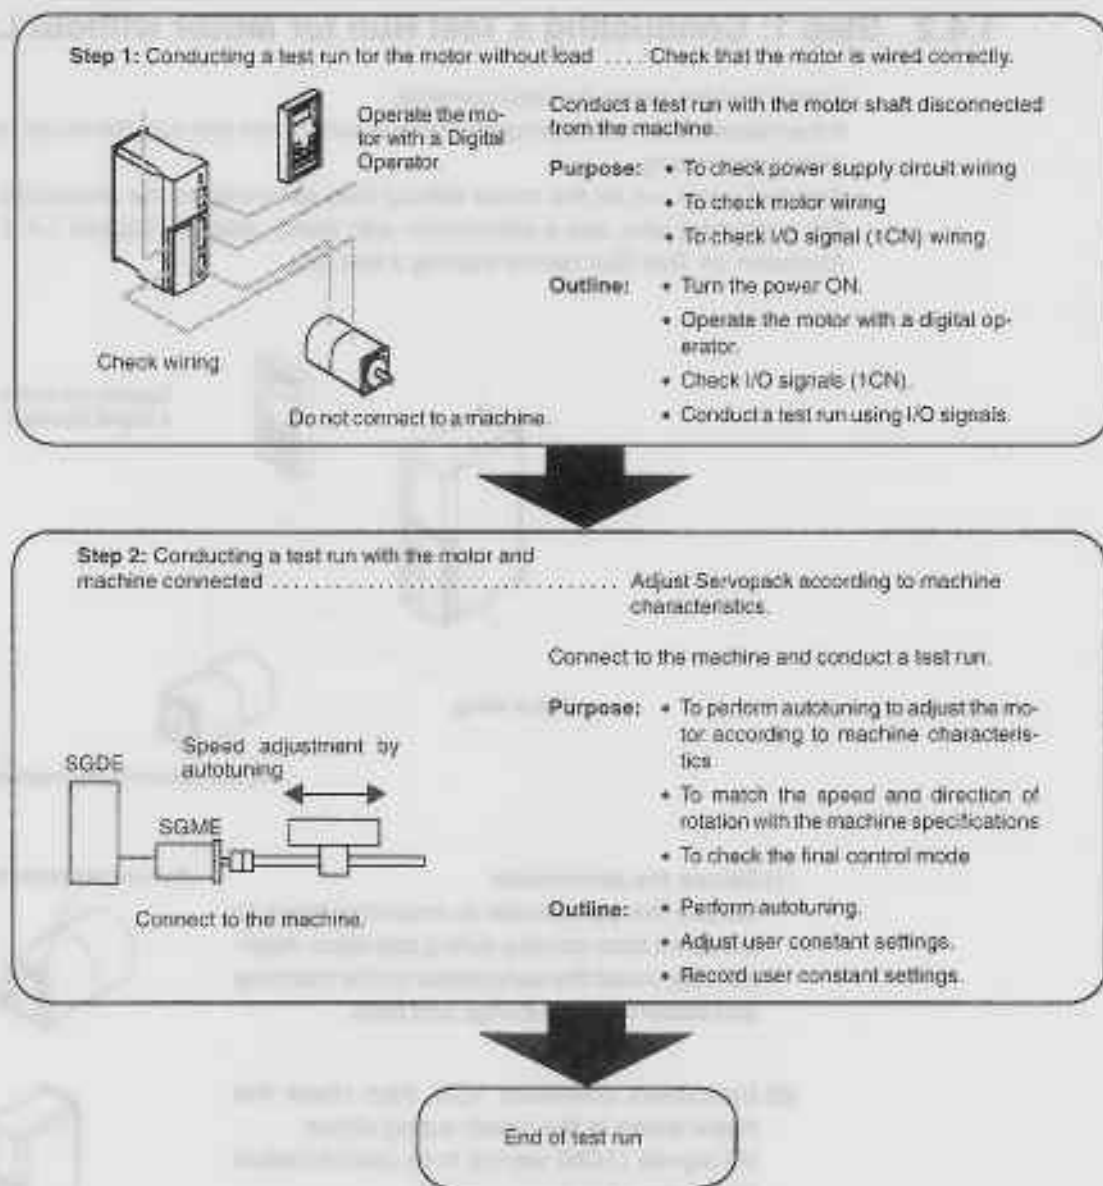 Step 1: Conducting a test run for the motor without load .... Check that the motor is wired correctly.
Operate the mo-
tor with a Digital
Operator
Check wiring
Do not connect to a machine.
Conduct a test run with the motor shaft disconnected
from the machine.
Purpose: • To check power supply circuit wiring
• To check motor wiring
• To check I/O signal (1CN) wiring
Outline: • Turn the power ON.
• Operate the motor with a digital op-
erator.
• Check I/O signals (1CN).
• Conduct a test run using I/O signals.
Step 2: Conducting a test run with the motor and
machine connected .................................. Adjust Servopack according to machine
characteristics.
Connect to the machine and conduct a test run.
Purpose: • To perform autotuning to adjust the mo-
tor according to machine characteris-
tics
• To match the speed and direction of
rotation with the machine specifications
• To check the final control mode
Outline: • Perform autotuning.
• Adjust user constant settings.
• Record user constant settings.
Speed adjustment by
autotuning
SGDE
SGME
Connect to the machine.
End of test run